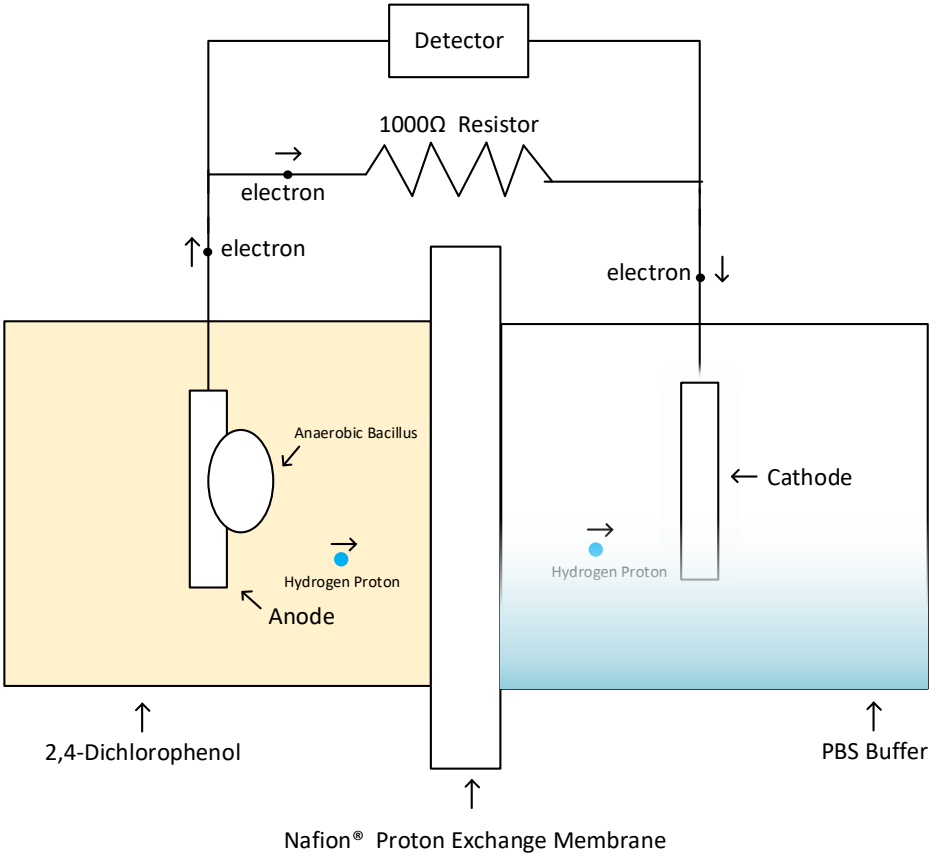 Detector
1000Ω Resistor
electron
electron
electron
Anaerobic Bacillus
Cathode
Hydrogen Proton
Hydrogen Proton
Anode
2,4-Dichlorophenol
PBS Buffer
Nafion® Proton Exchange Membrane